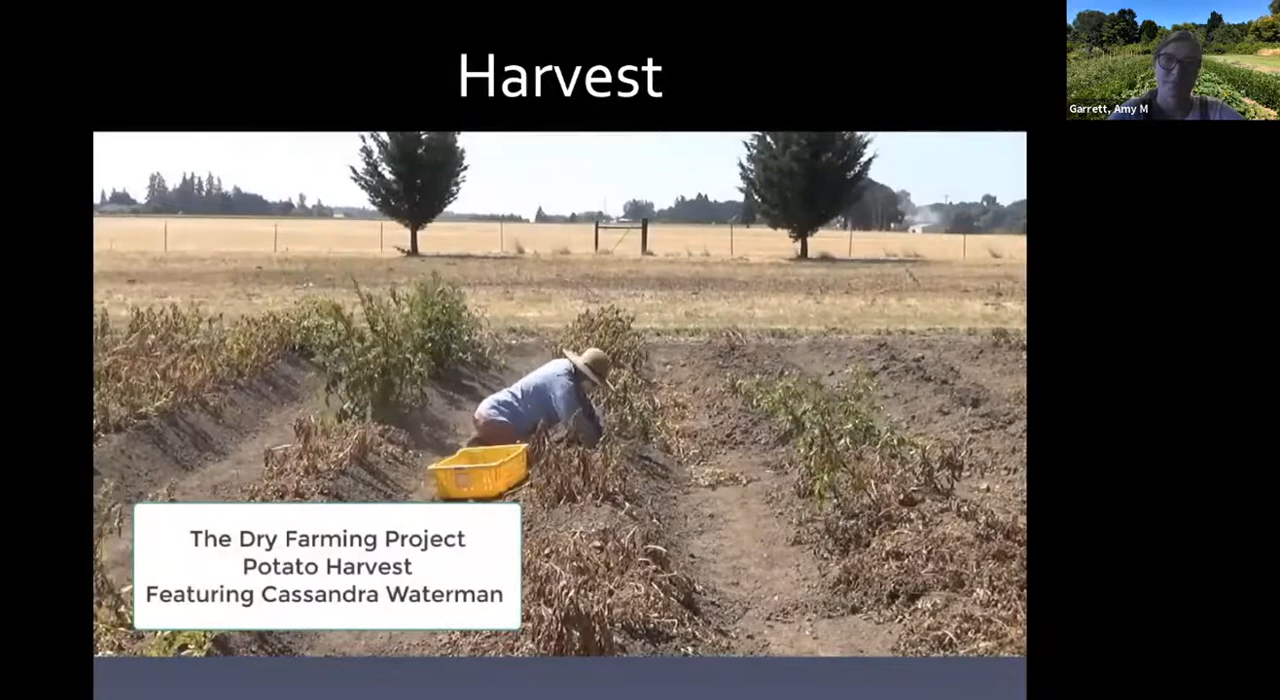 Harvest
Garrett, Amy M
The Dry Farming Project
Potato Harvest
Featuring Cassandra Waterman